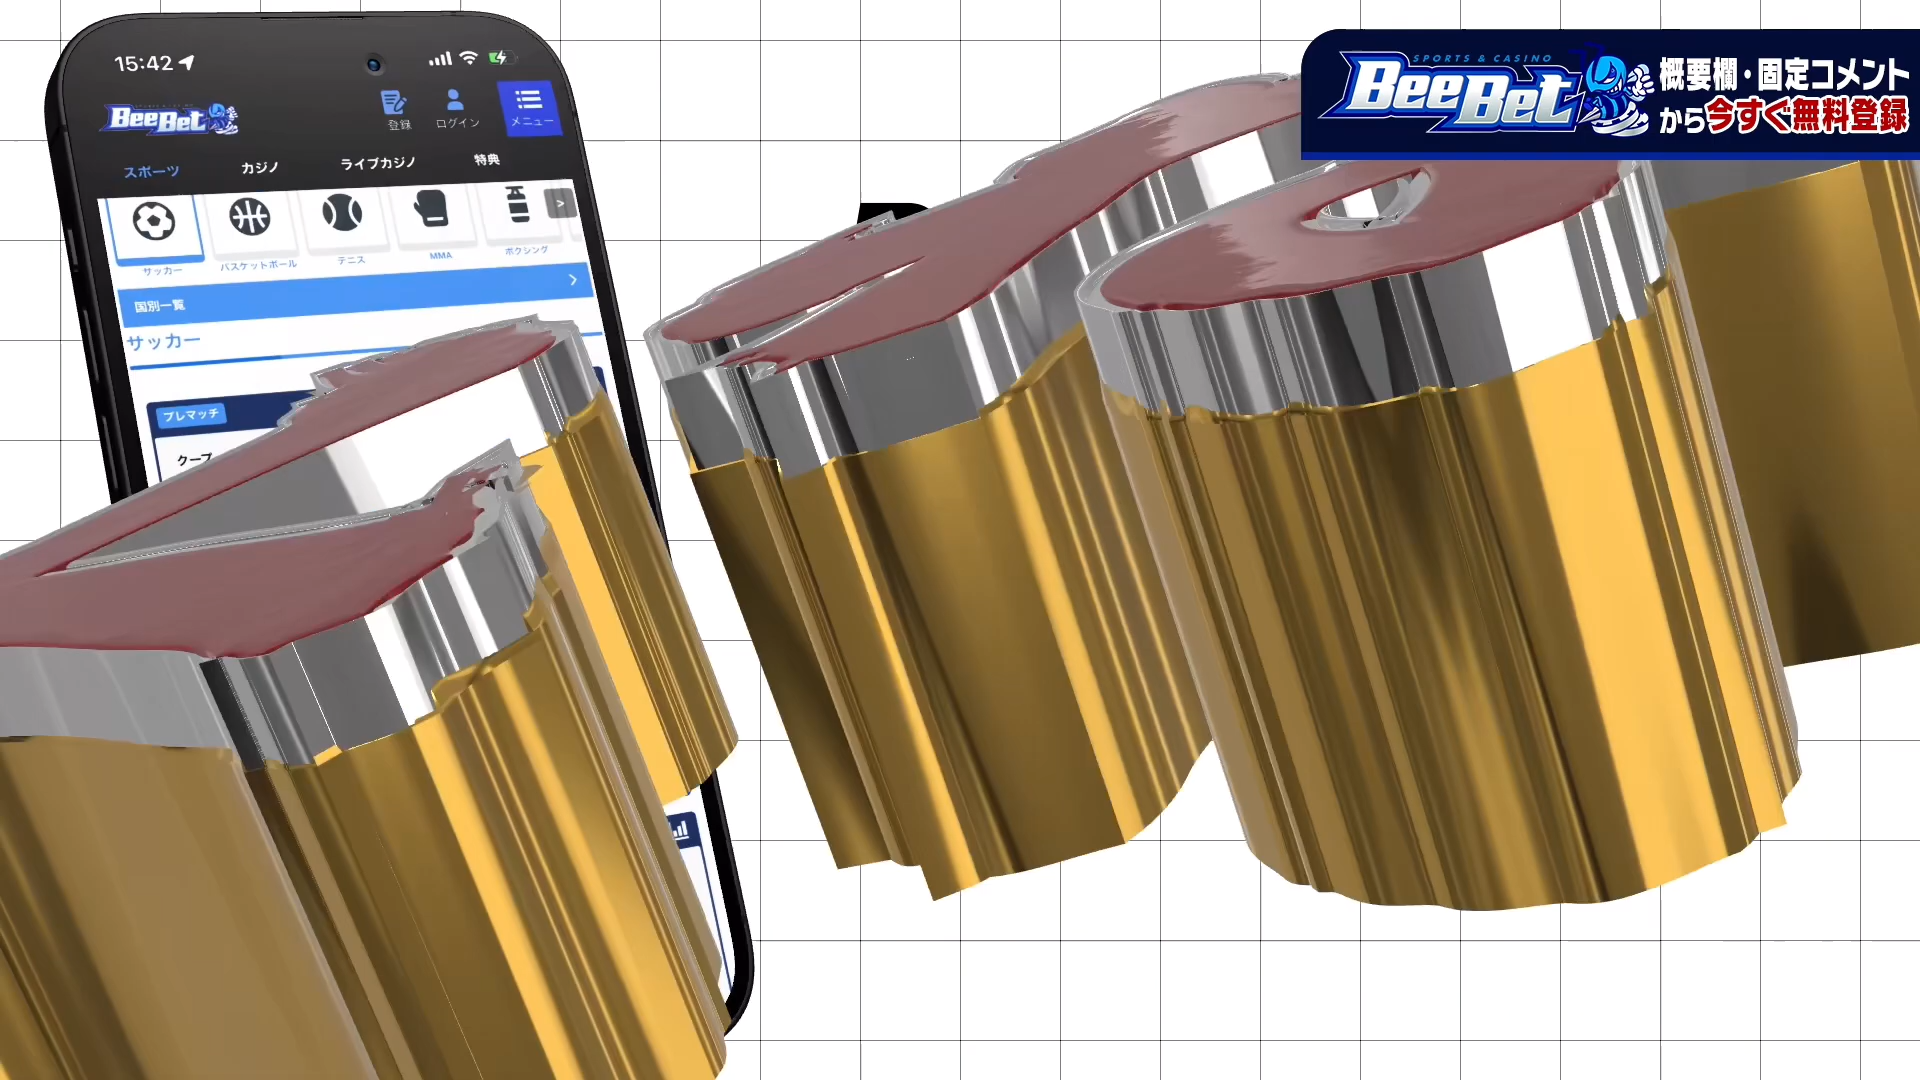 15:42
SPORTS & CASINO
BeeBet
概要欄・固定コメント
から今すぐ無料登録
BeeBet
登録
ログイン
メニュー
スポーツ
カジノ
ライブカジノ
特典
サッカー
バスケットボール
テニス
MMA
ボクシング
国別一覧
サッカー
プレマッチ
クープ